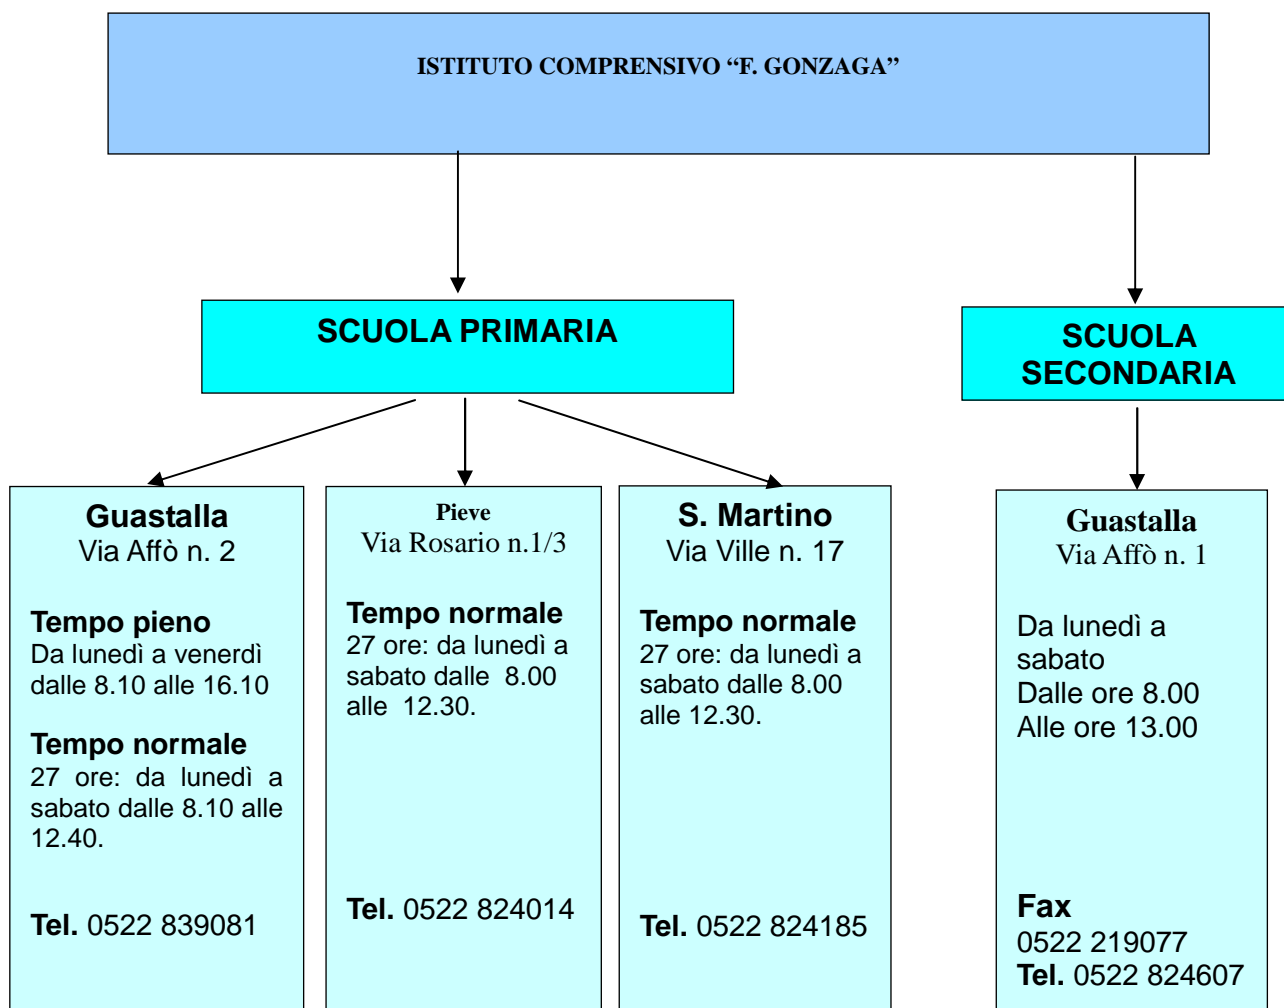 ISTITUTO COMPRENSIVO “F. GONZAGA”
SCUOLA PRIMARIA
SCUOLA
SECONDARIA
Guastalla
Via Affò n. 2
Tempo pieno
Da lunedì a venerdì
dalle 8.10 alle 16.10
Tempo normale
27 ore: da lunedì a
sabato dalle 8.10 alle
12.40.
Tel. 0522 839081
Pieve
Via Rosario n.1/3
Tempo normale
27 ore: da lunedì a
sabato dalle 8.00
alle 12.30.
Tel. 0522 824014
S. Martino
Via Ville n. 17
Tempo normale
27 ore: da lunedì a
sabato dalle 8.00
alle 12.30.
Tel. 0522 824185
Guastalla
Via Affò n. 1
Da lunedì a
sabato
Dalle ore 8.00
Alle ore 13.00
Fax
0522 219077
Tel. 0522 824607